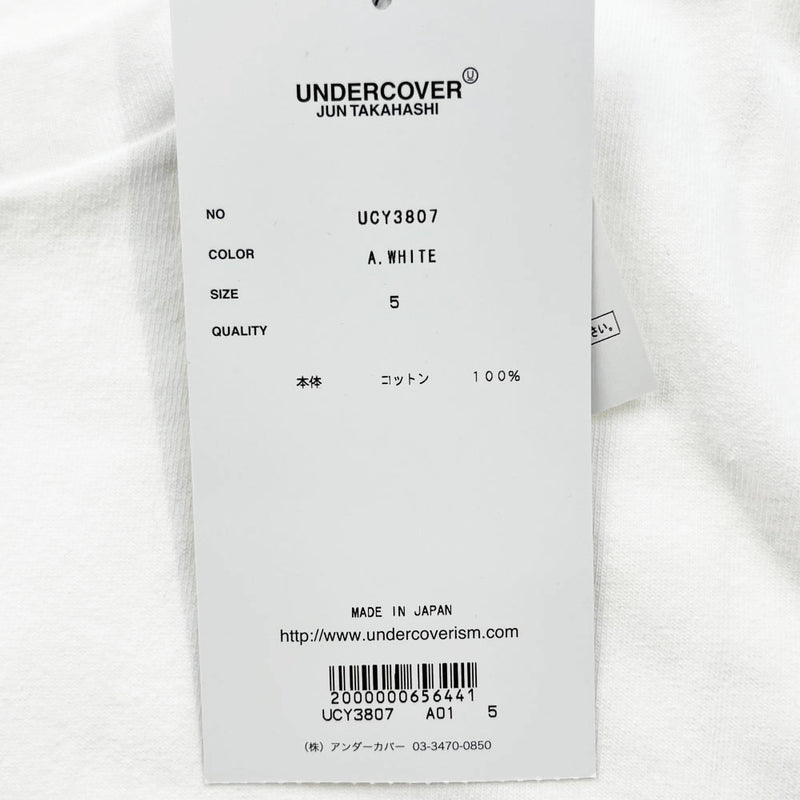 UNDERCOVER Ⓤ
JUN TAKAHASHI
NO UCY3807
COLOR A.WHITE
SIZE 5
QUALITY
本体 コットン 100%
さい。
MADE IN JAPAN
http://www.undercoverism.com
2000000656441
UCY3807 A01 5
(株) アンダーカバー 03-3470-0850